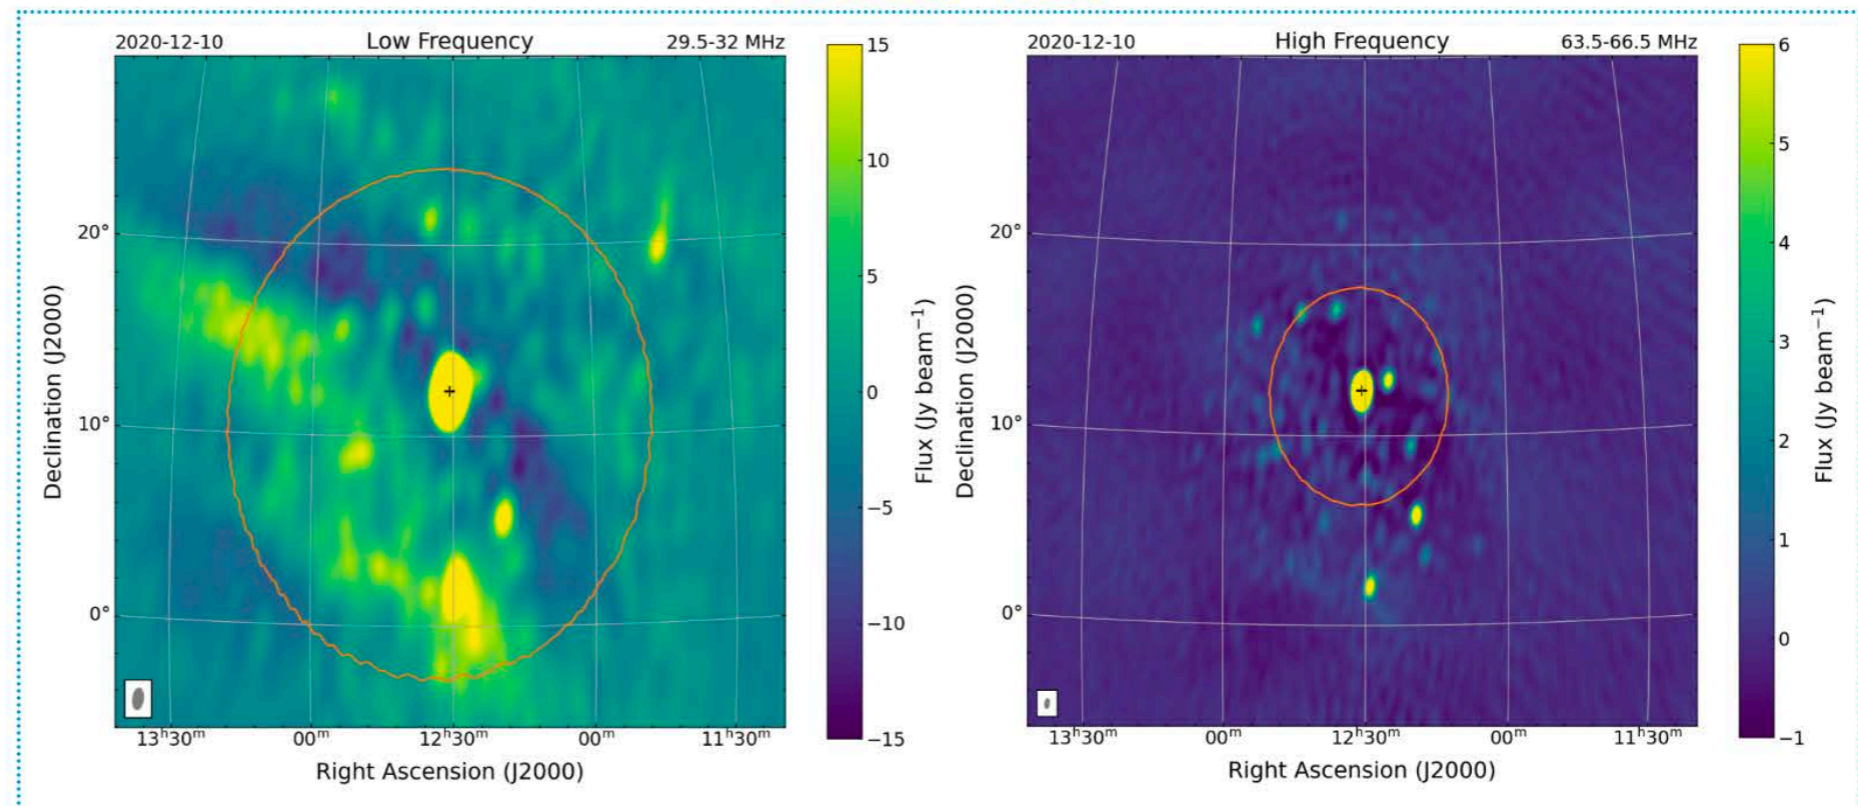 2020-12-10 Low Frequency 29.5-32 MHz
15
10
5
0
−5
−10
−15
Flux (Jy beam⁻¹)
20°
10°
0°
Declination (J2000)
13ʰ30ᵐ 00ᵐ 12ʰ30ᵐ 00ᵐ 11ʰ30ᵐ
Right Ascension (J2000)
2020-12-10 High Frequency 63.5-66.5 MHz
6
5
4
3
2
1
0
−1
Flux (Jy beam⁻¹)
20°
10°
0°
Declination (J2000)
13ʰ30ᵐ 00ᵐ 12ʰ30ᵐ 00ᵐ 11ʰ30ᵐ
Right Ascension (J2000)